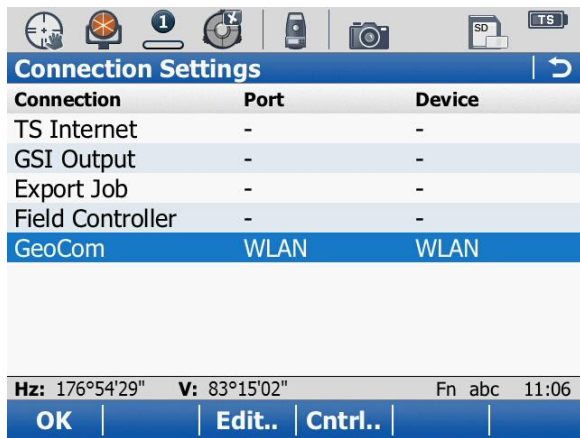 1 SD TS
Connection Settings
Connection Port Device
TS Internet - -
GSI Output - -
Export Job - -
Field Controller - -
GeoCom WLAN WLAN
Hz: 176°54'29" V: 83°15'02" Fn abc 11:06
OK Edit.. Cntrl..